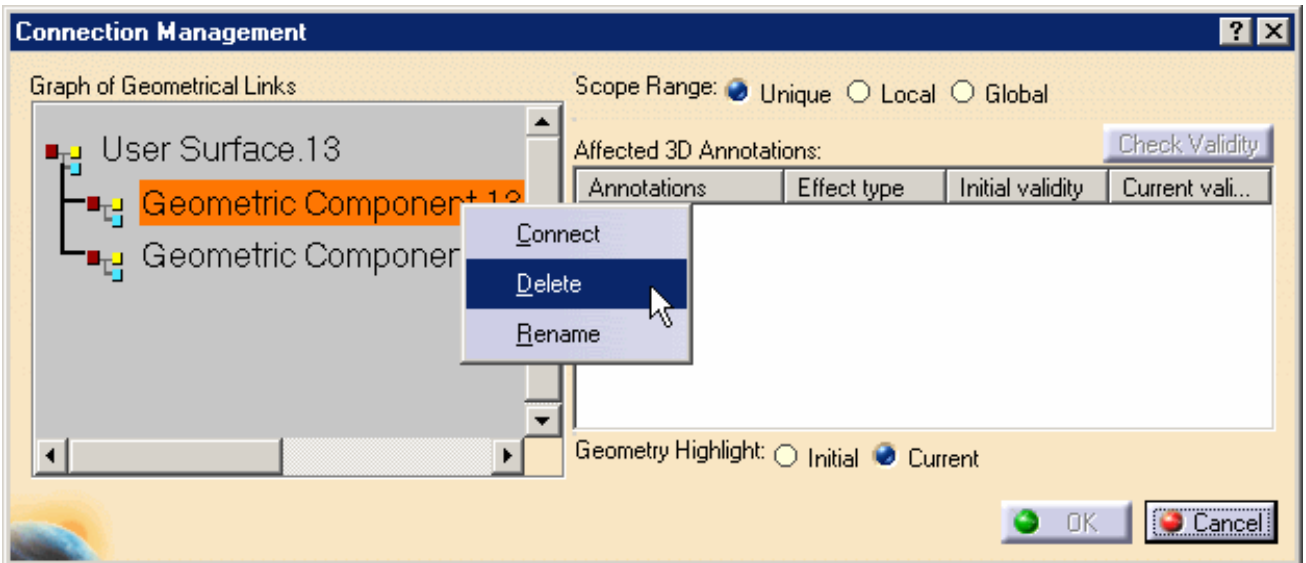 Connection Management
Graph of Geometrical Links
User Surface.13
Geometric Component.13
Geometric Componen
Connect
Delete
Rename
Scope Range: Unique Local Global
Check Validity
Affected 3D Annotations:
Annotations Effect type Initial validity Current vali...
Geometry Highlight: Initial Current
OK Cancel